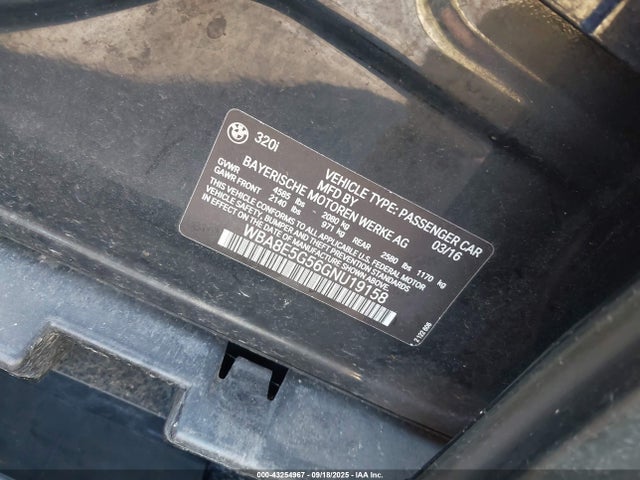 320i
VEHICLE TYPE: PASSENGER CAR
MFD BY 03/16
BAYERISCHE MOTOREN WERKE AG
GVWR 4585 lbs - 2080 kg
GAWR FRONT 2140 lbs 971 kg REAR 2580 lbs 1170 kg
THIS VEHICLE CONFORMS TO ALL APPLICABLE U.S. FEDERAL MOTOR
VEHICLE SAFETY, BUMPER AND THEFT PREVENTION STANDARDS
IN EFFECT ON THE DATE OF MANUFACTURE SHOWN ABOVE.
WBA8E5G56GNU19158
000-43254967 - 09/18/2025 - IAA Inc.